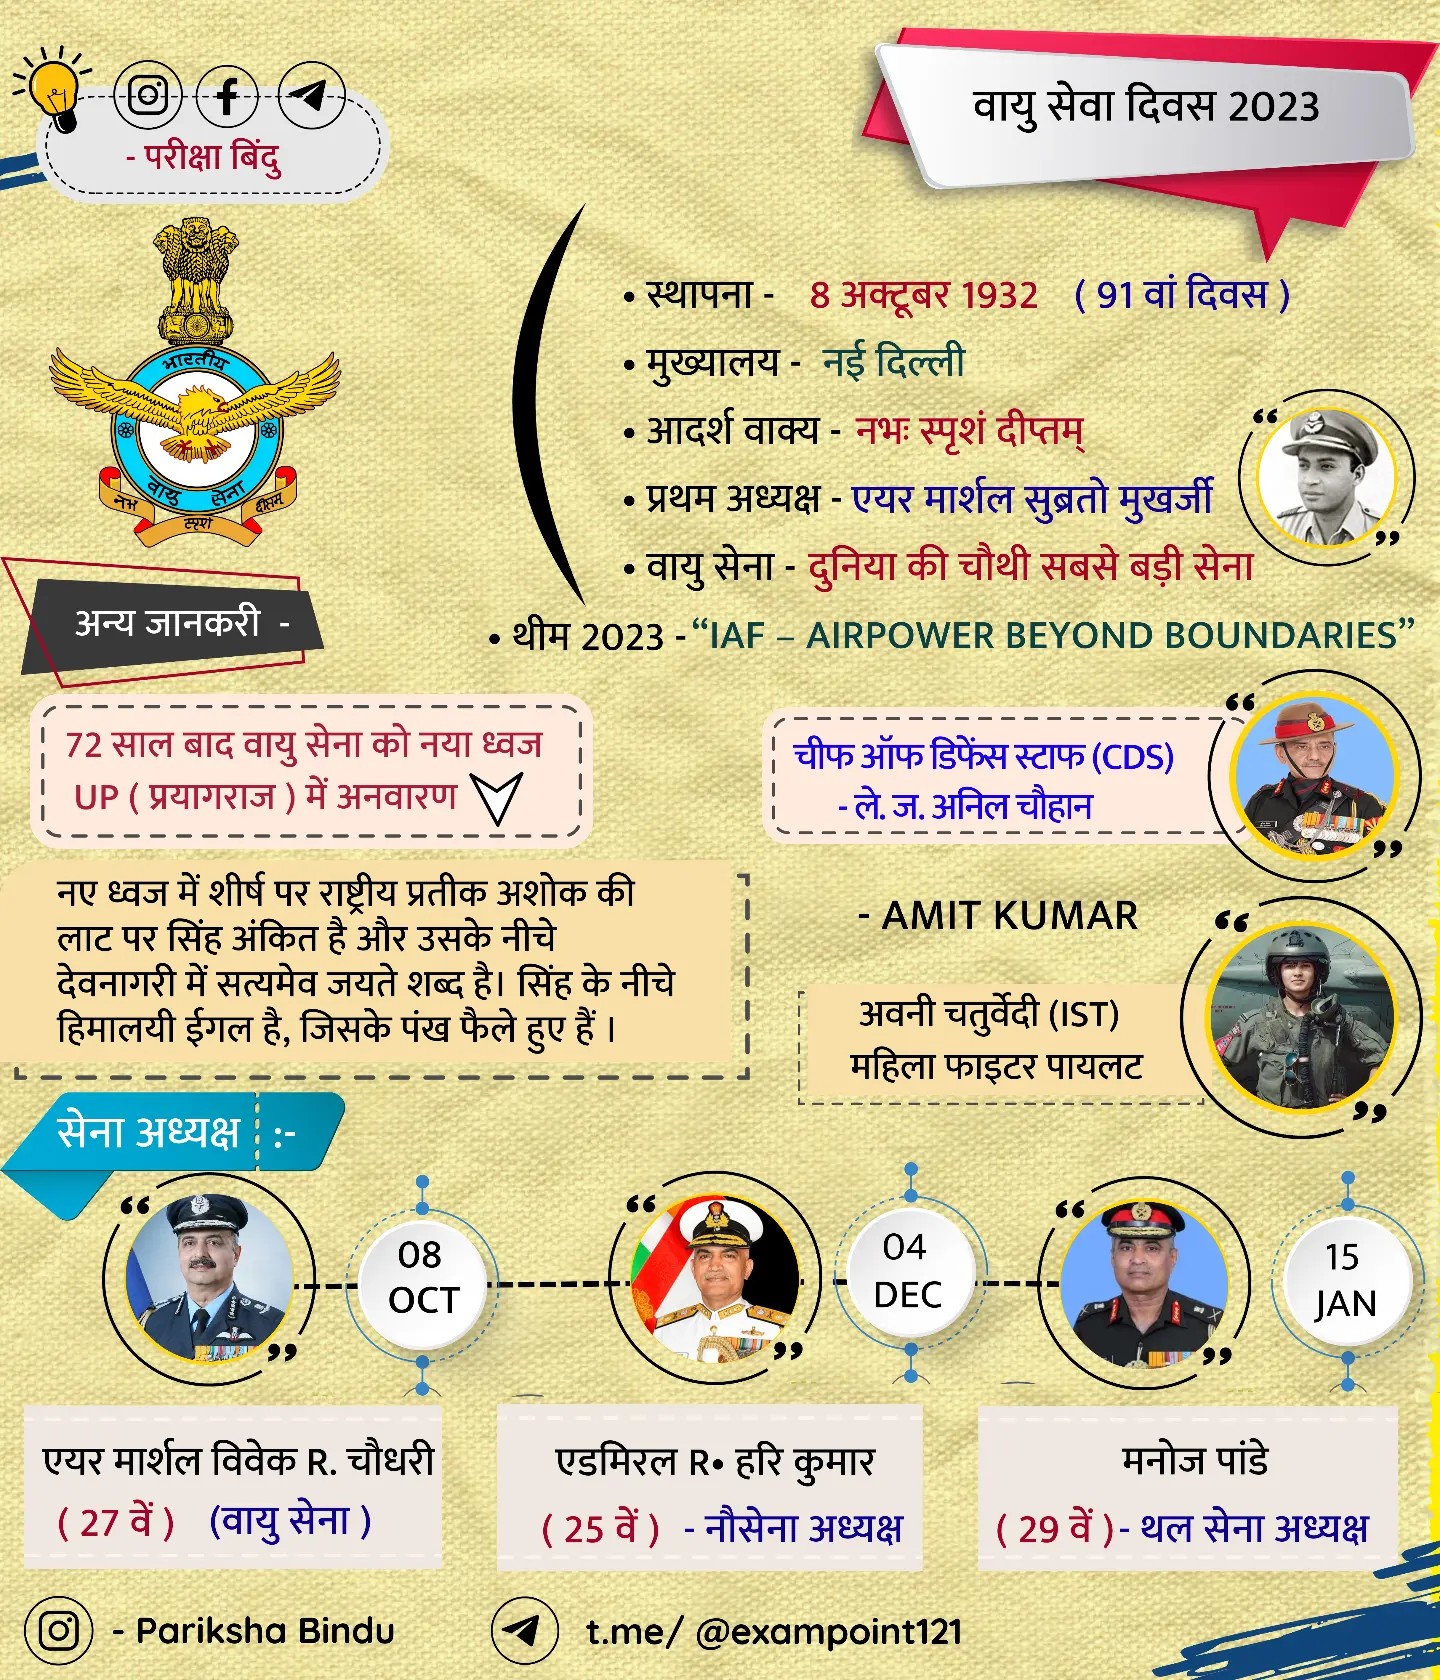 वायु सेवा दिवस 2023
- परीक्षा बिंदु
• स्थापना - 8 अक्टूबर 1932 ( 91 वां दिवस )
• मुख्यालय - नई दिल्ली
• आदर्श वाक्य - नभः स्पृशं दीप्तम्
• प्रथम अध्यक्ष - एयर मार्शल सुब्रतो मुखर्जी
• वायु सेना - दुनिया की चौथी सबसे बड़ी सेना
• थीम 2023 - “IAF – AIRPOWER BEYOND BOUNDARIES”
भारतीय
वायु सेना
नभ स्पृशं दीप्तम्
अन्य जानकरी -
72 साल बाद वायु सेना को नया ध्वज
UP ( प्रयागराज ) में अनवारण
नए ध्वज में शीर्ष पर राष्ट्रीय प्रतीक अशोक की
लाट पर सिंह अंकित है और उसके नीचे
देवनागरी में सत्यमेव जयते शब्द है। सिंह के नीचे
हिमालयी ईगल है, जिसके पंख फैले हुए हैं ।
चीफ ऑफ डिफेंस स्टाफ (CDS)
- ले. ज. अनिल चौहान
- AMIT KUMAR
अवनी चतुर्वेदी (IST)
महिला फाइटर पायलट
सेना अध्यक्ष :-
08
OCT
04
DEC
15
JAN
एयर मार्शल विवेक R. चौधरी
( 27 वें ) (वायु सेना )
एडमिरल R• हरि कुमार
( 25 वें ) - नौसेना अध्यक्ष
मनोज पांडे
( 29 वें ) - थल सेना अध्यक्ष
- Pariksha Bindu
t.me/ @exampoint121